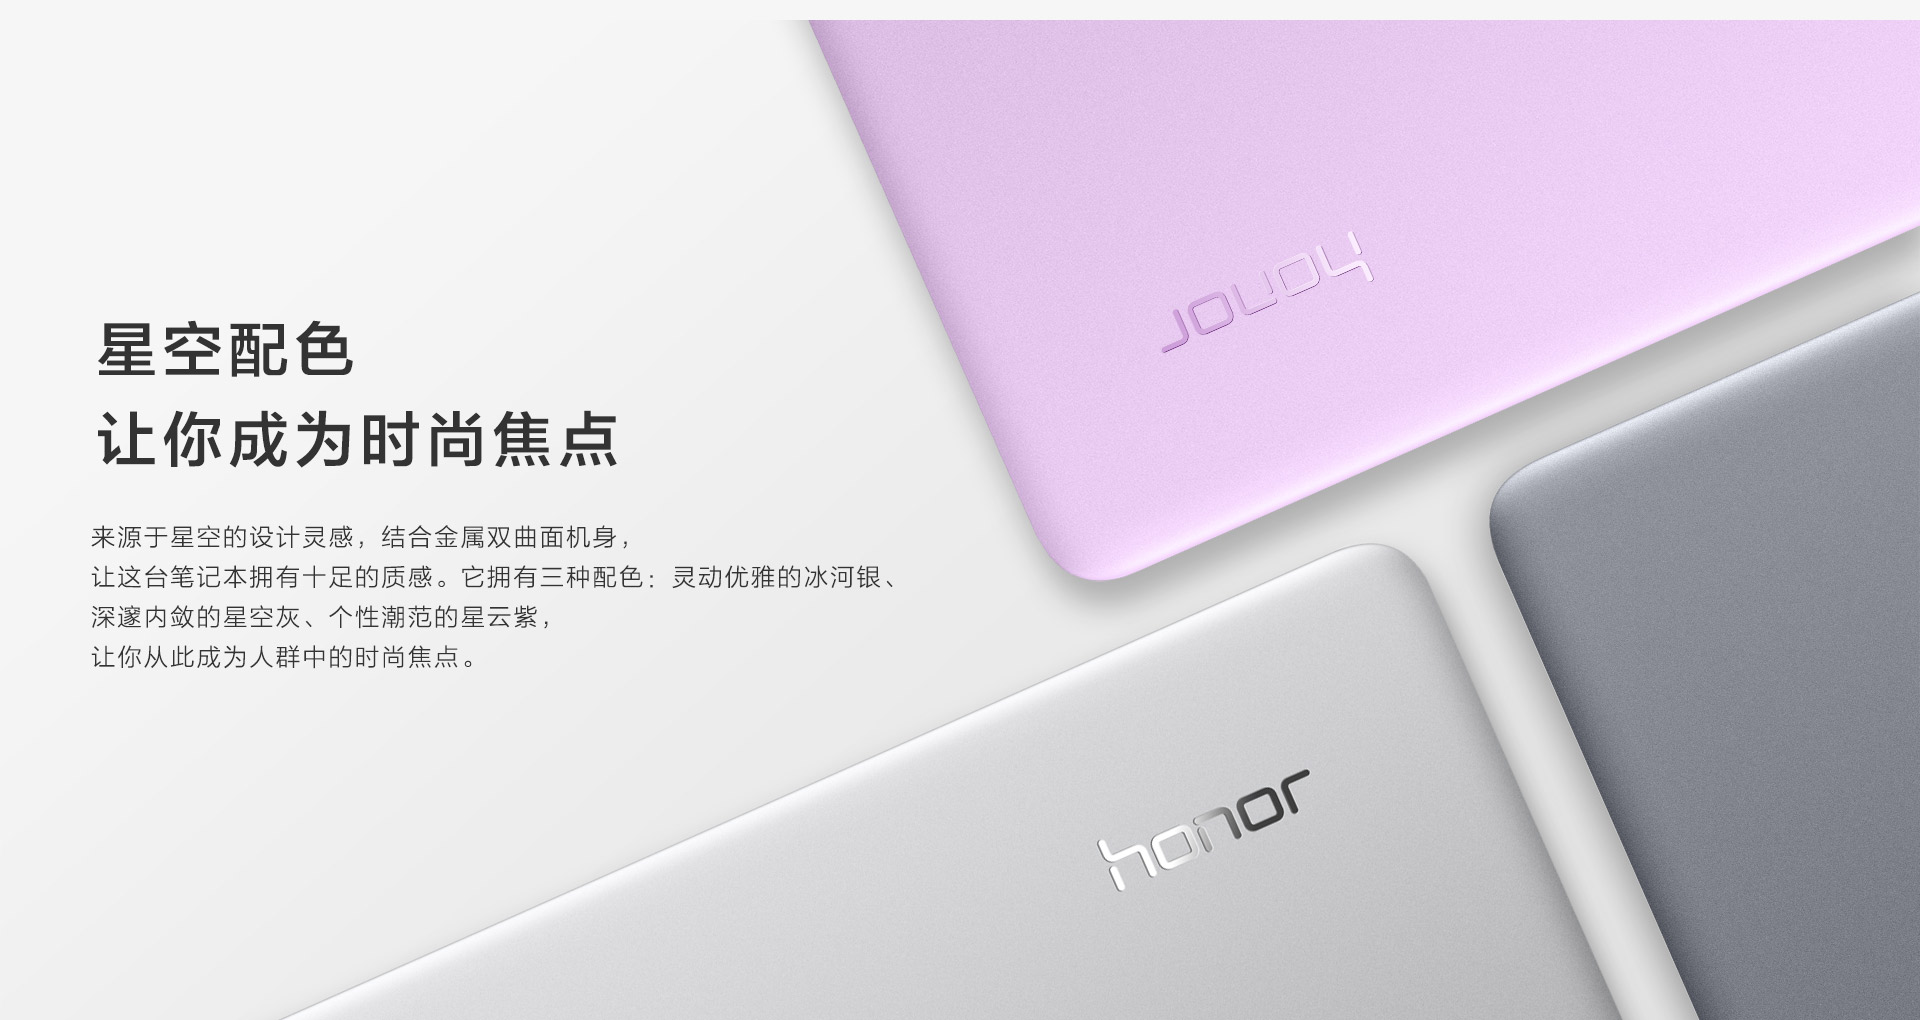 星空配色
让你成为时尚焦点
来源于星空的设计灵感，结合金属双曲面机身，
让这台笔记本拥有十足的质感。它拥有三种配色：灵动优雅的冰河银、
深邃内敛的星空灰、个性潮范的星云紫，
让你从此成为人群中的时尚焦点。
honor
honor